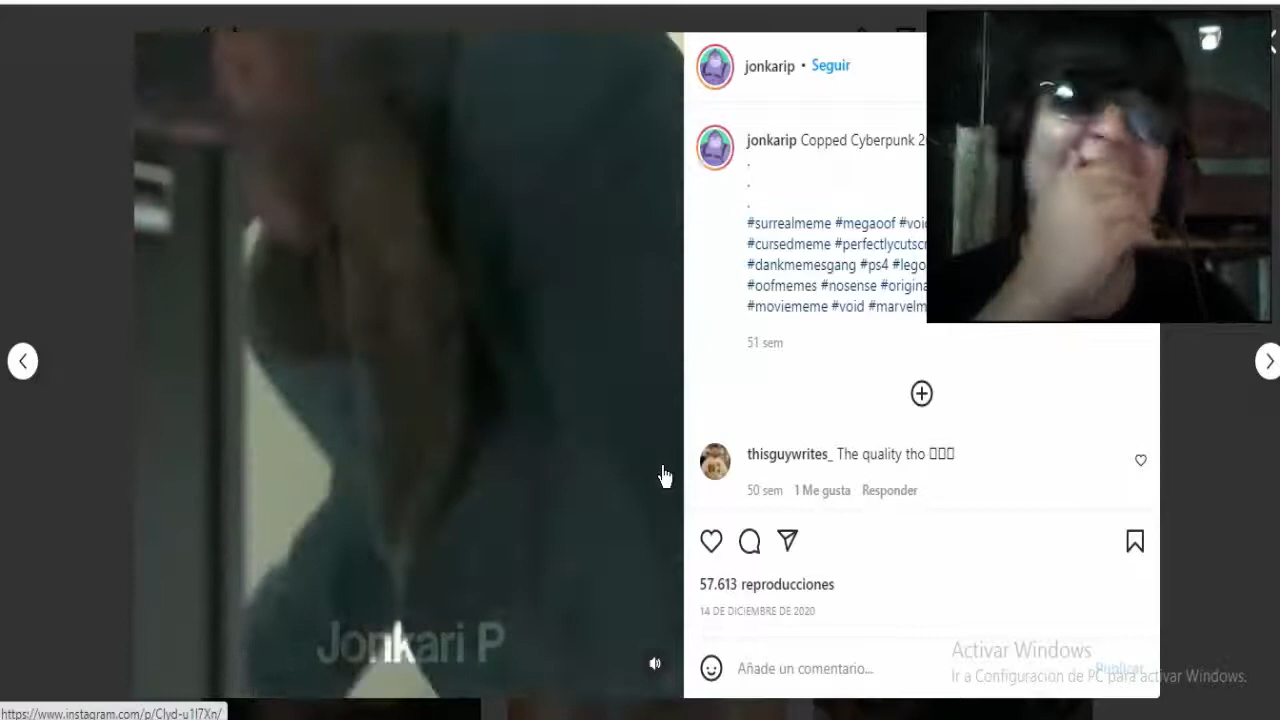 jonkarip • Seguir
jonkarip Copped Cyberpunk 2
.
.
.
#surrealmeme #megaoof #voi
#cursedmeme #perfectlycutscr
#dankmemesgang #ps4 #lego
#oofmemes #nosense #origina
#moviememe #void #marvelm
51 sem
thisguywrites_ The quality tho
50 sem 1 Me gusta Responder
57.613 reproducciones
14 DE DICIEMBRE DE 2020
Jonkari P
Activar Windows
Añade un comentario... Publicar
Ir a Configuración de PC para activar Windows.
https://www.instagram.com/p/CIyd-u1l7Xn/